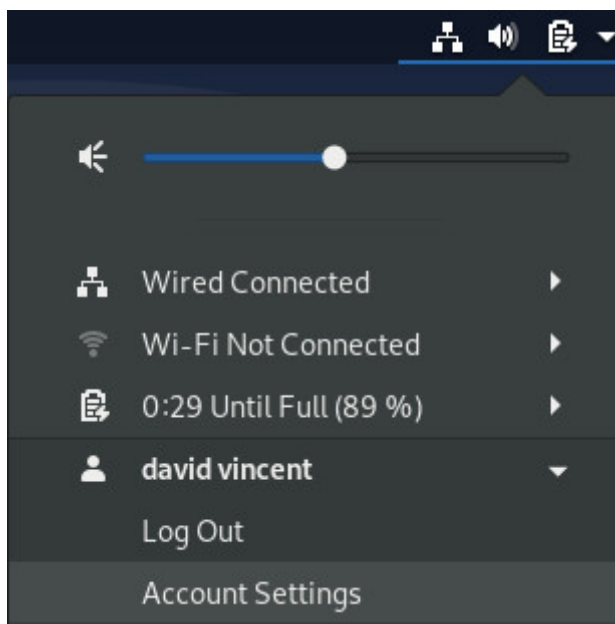 Wired Connected
Wi-Fi Not Connected
0:29 Until Full (89 %)
david vincent
Log Out
Account Settings